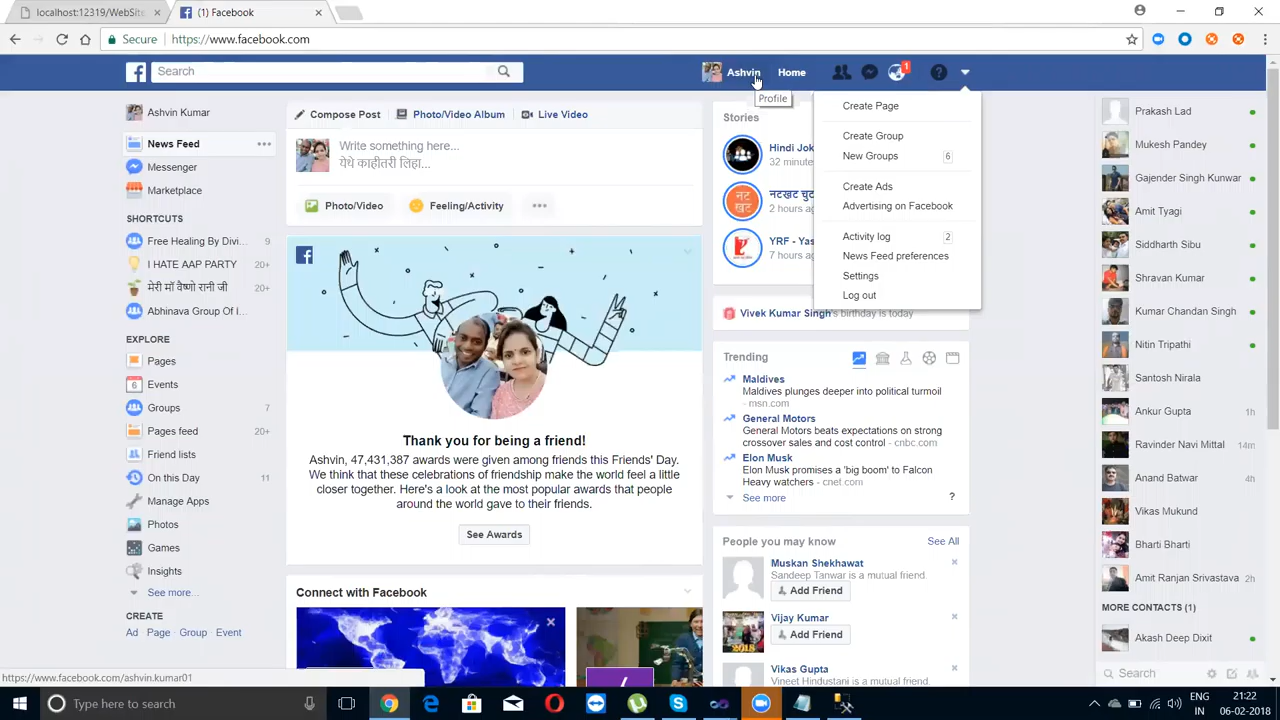 localhost:12319/WebSite
(1) Facebook
Secure
https://www.facebook.com
Search
Ashvin
Home
1
Profile
Ashvin Kumar
News Feed
Messenger
Marketplace
SHORTCUTS
Free Healing By Divi... 9
I HATE AAP PARTY 20+
मेरी माँ वैष्णो रानी जी 20+
Abhinava Group Of I...
EXPLORE
Pages
6 Events
Groups 7
Pages feed 20+
Friend lists
On this Day 11
Manage Apps
Photos
Games
Insights
See more...
CREATE
Ad · Page · Group · Event
Compose Post
Photo/Video Album
Live Video
Write something here...
येथे काहीतरी लिहा...
Photo/Video
Feeling/Activity
Thank you for being a friend!
Ashvin, 47,431,387 awards were given among friends this Friends' Day.
We think that these celebrations of friendship make the world feel a little
closer together. Here's a look at the most popular awards that people
around the world gave to their friends.
See Awards
Connect with Facebook
Stories
Hindi Jok
32 minute
नटखट चुट
नट
खट
2 hours ag
YRF - Yas
7 hours ag
Create Page
Create Group
New Groups 6
Create Ads
Advertising on Facebook
Activity log 2
News Feed preferences
Settings
Log out
Vivek Kumar Singh's birthday is today
Trending
Maldives
Maldives plunges deeper into political turmoil
- msn.com
General Motors
General Motors beats expectations on strong
crossover sales and cost control - cnbc.com
Elon Musk
Elon Musk promises a 'big boom' to Falcon
Heavy watchers - cnet.com
See more
?
People you may know
See All
Muskan Shekhawat
Sandeep Tanwar is a mutual friend.
Add Friend
Vijay Kumar
Add Friend
2018
Vikas Gupta
Vineet Hindustani is a mutual friend.
Prakash Lad
Mukesh Pandey
Gajender Singh Kunwar
Amit Tyagi
Siddharth Sibu
Shravan Kumar
Kumar Chandan Singh
Nitin Tripathi
Santosh Nirala
Ankur Gupta 1h
Ravinder Navi Mittal 14m
Anand Batwar 4h
Vikas Mukund
Bharti Bharti
Amit Ranjan Srivastava 2h
MORE CONTACTS (1)
Akash Deep Dixit
Search
https://www.facebook.com/ashvin.kumar01
Type here to search
ENG
IN
21:22
06-02-2018